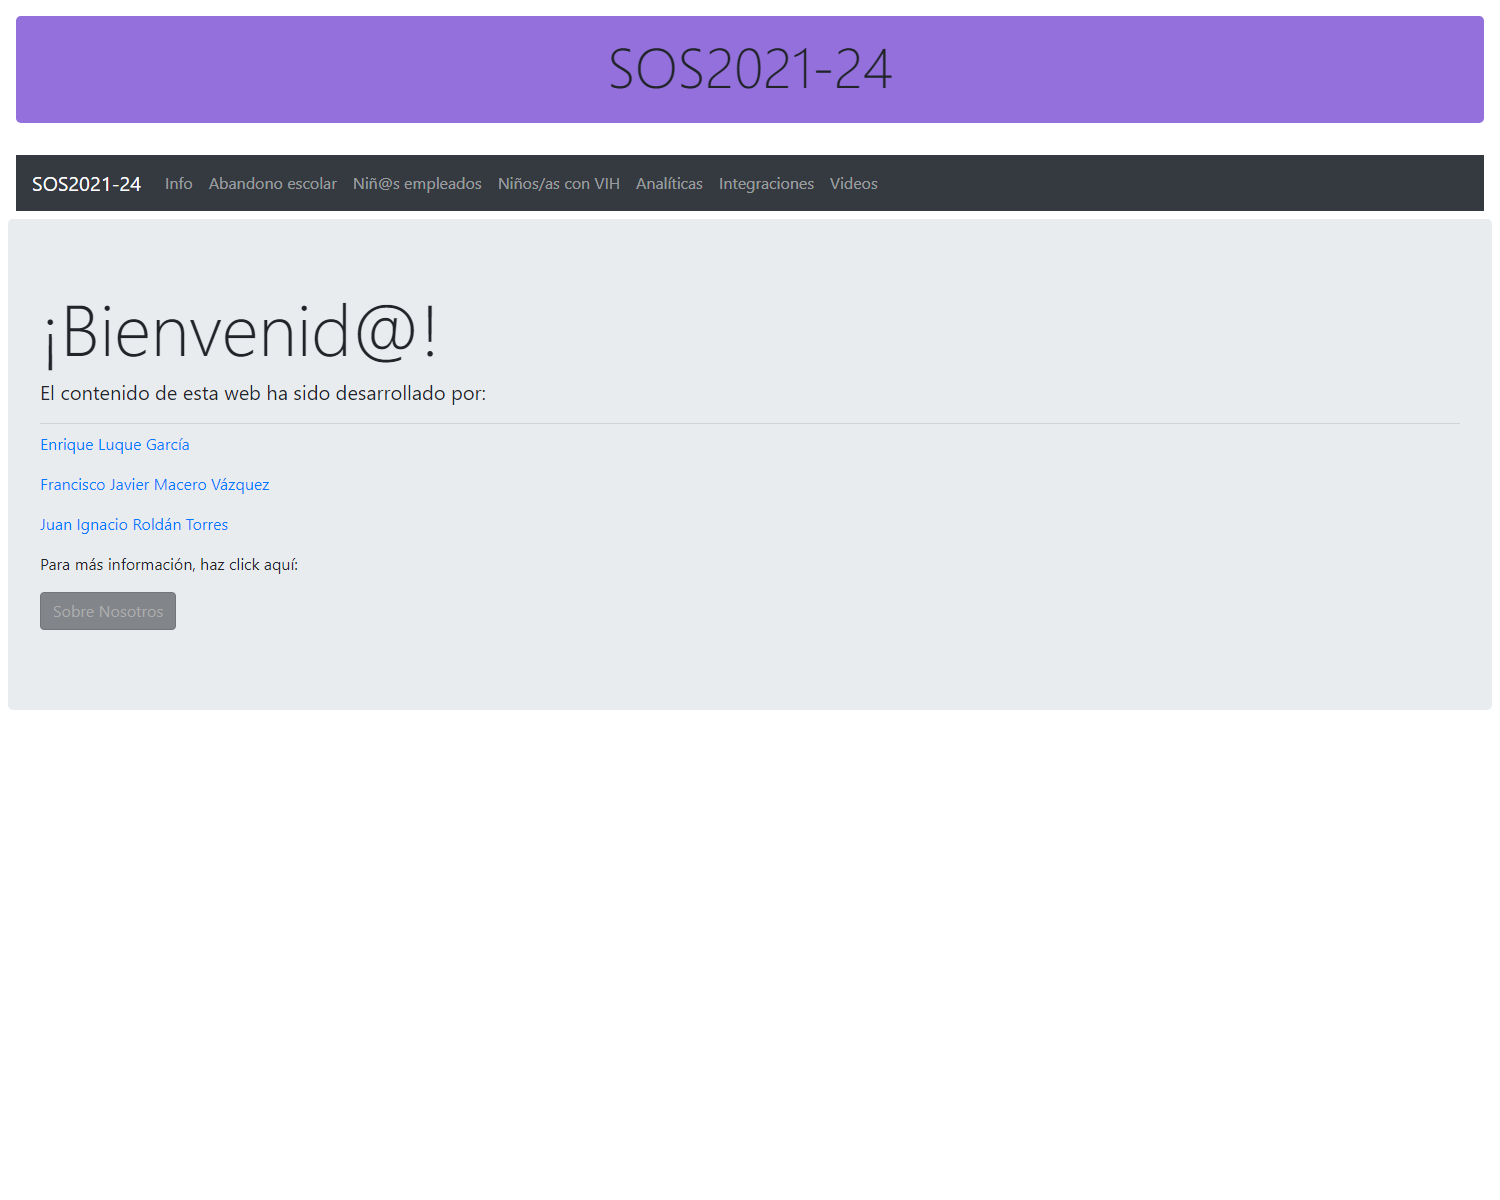 SOS2021-24
SOS2021-24 Info Abandono escolar Niñ@s empleados Niños/as con VIH Analíticas Integraciones Videos
¡Bienvenid@!
El contenido de esta web ha sido desarrollado por:
Enrique Luque García
Francisco Javier Macero Vázquez
Juan Ignacio Roldán Torres
Para más información, haz click aquí:
Sobre Nosotros